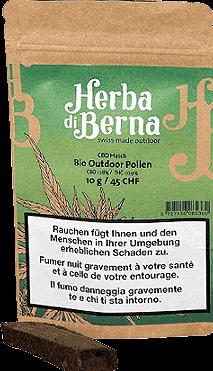 Herba
di Berna
swiss made outdoor
CBD Hasch
Bio Outdoor Pollen
10 g / 45 CHF
Rauchen fügt Ihnen und den
Menschen in Ihrer Umgebung
erheblichen Schaden zu.
Fumer nuit gravement à votre santé
et à celle de votre entourage.
Il fumo danneggia gravemente
te e chi ti sta intorno.